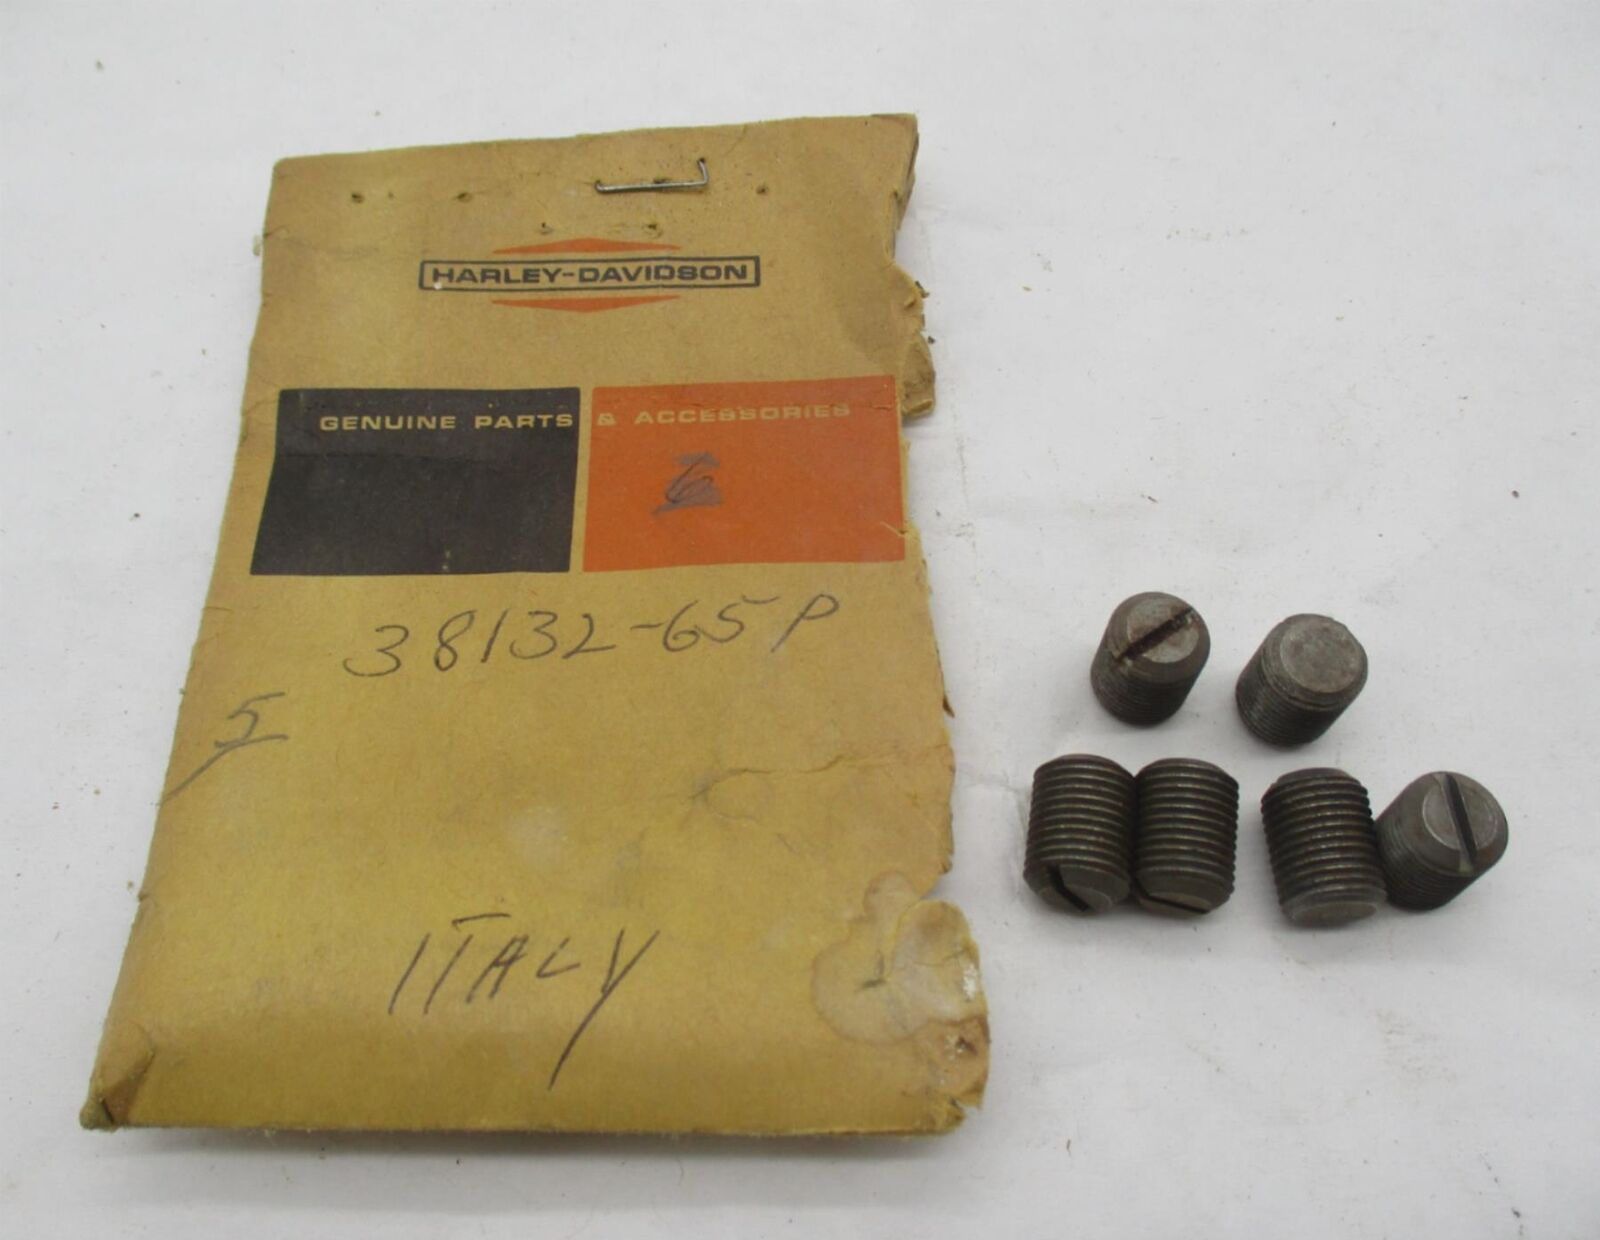 HARLEY-DAVIDSON
GENUINE PARTS & ACCESSORIES
6
38132-65P
5
ITALY